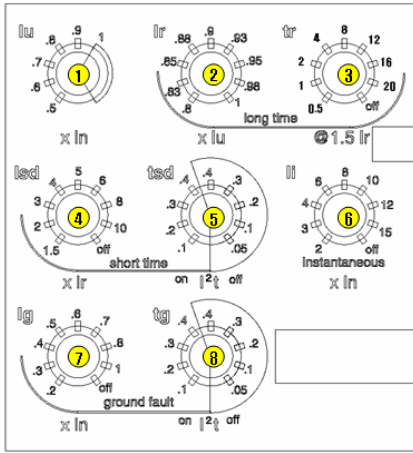 Iu Ir tr
.5 .6 .7 .8 .9 1
.8 .83 .85 .88 .9 .93 .95 .98 1
0.5 1 2 4 8 12 16 20 off
1 2 3
long time
x In x Iu @1.5 Ir
Isd tsd Ii
1.5 2 3 4 5 6 8 10 off
.1 .2 .3 .4 .4 .3 .2 .1 .05
2 3 4 6 8 10 12 15 off
4 5 6
short time instantaneous
x Ir on I²t off x In
Ig tg
.2 .3 .4 .5 .6 .7 .8 1 off
.1 .2 .3 .4 .4 .3 .2 .1 .05
7 8
ground fault
x In on I²t off